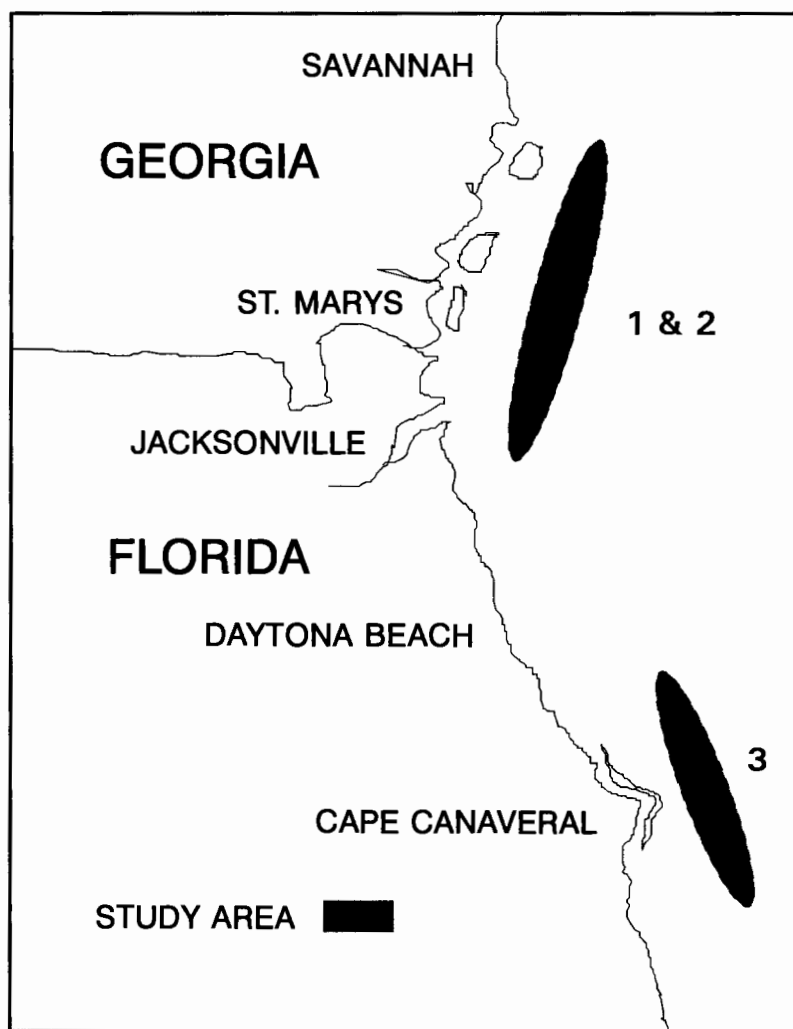 SAVANNAH
GEORGIA
ST. MARYS
1 & 2
JACKSONVILLE
FLORIDA
DAYTONA BEACH
3
CAPE CANAVERAL
STUDY AREA